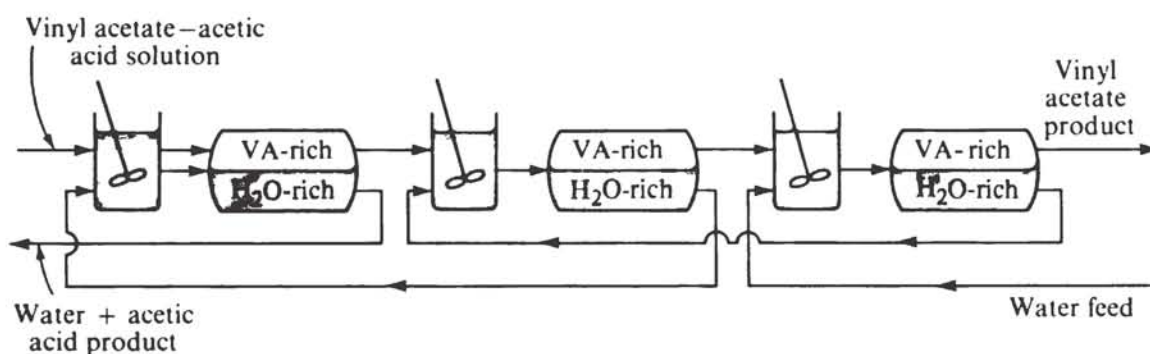 Vinyl acetate–acetic
acid solution
Vinyl
acetate
product
VA-rich
H₂O-rich
VA-rich
H₂O-rich
VA-rich
H₂O-rich
Water + acetic
acid product
Water feed